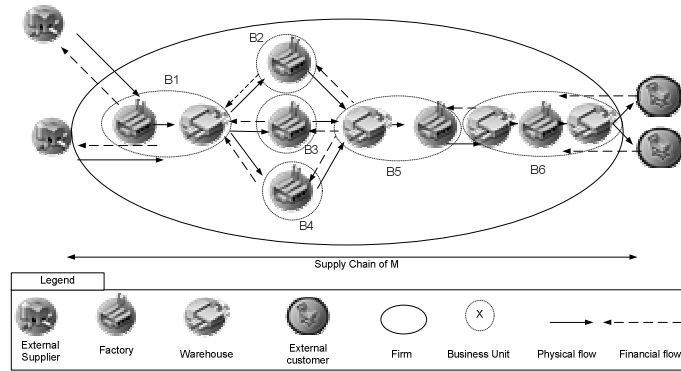 B2
B1
B3
B5
B6
B4
Supply Chain of M
Legend
X
External
Supplier
Factory
Warehouse
External
customer
Firm
Business Unit
Physical flow
Financial flow